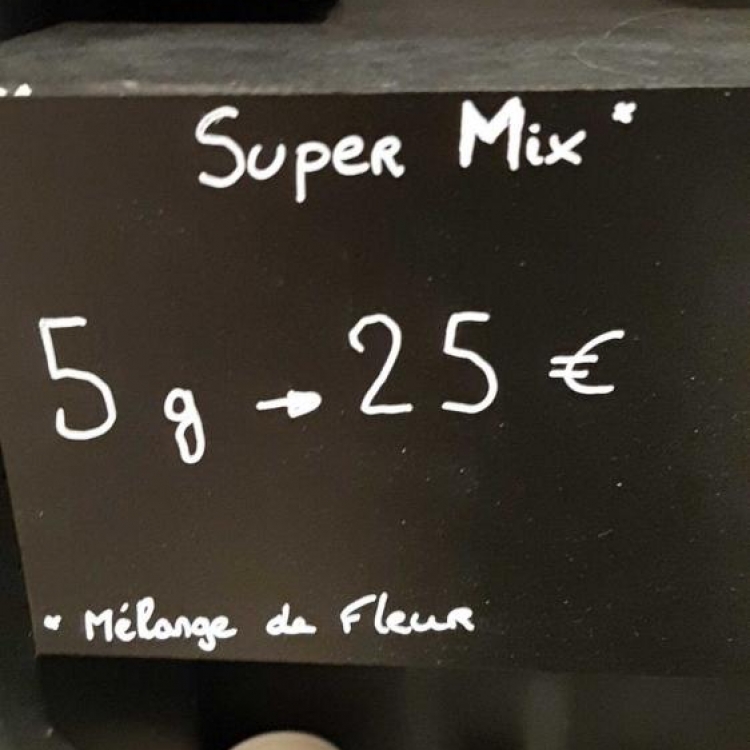 Super Mix*
5 g → 25 €
* Mélange de Fleur